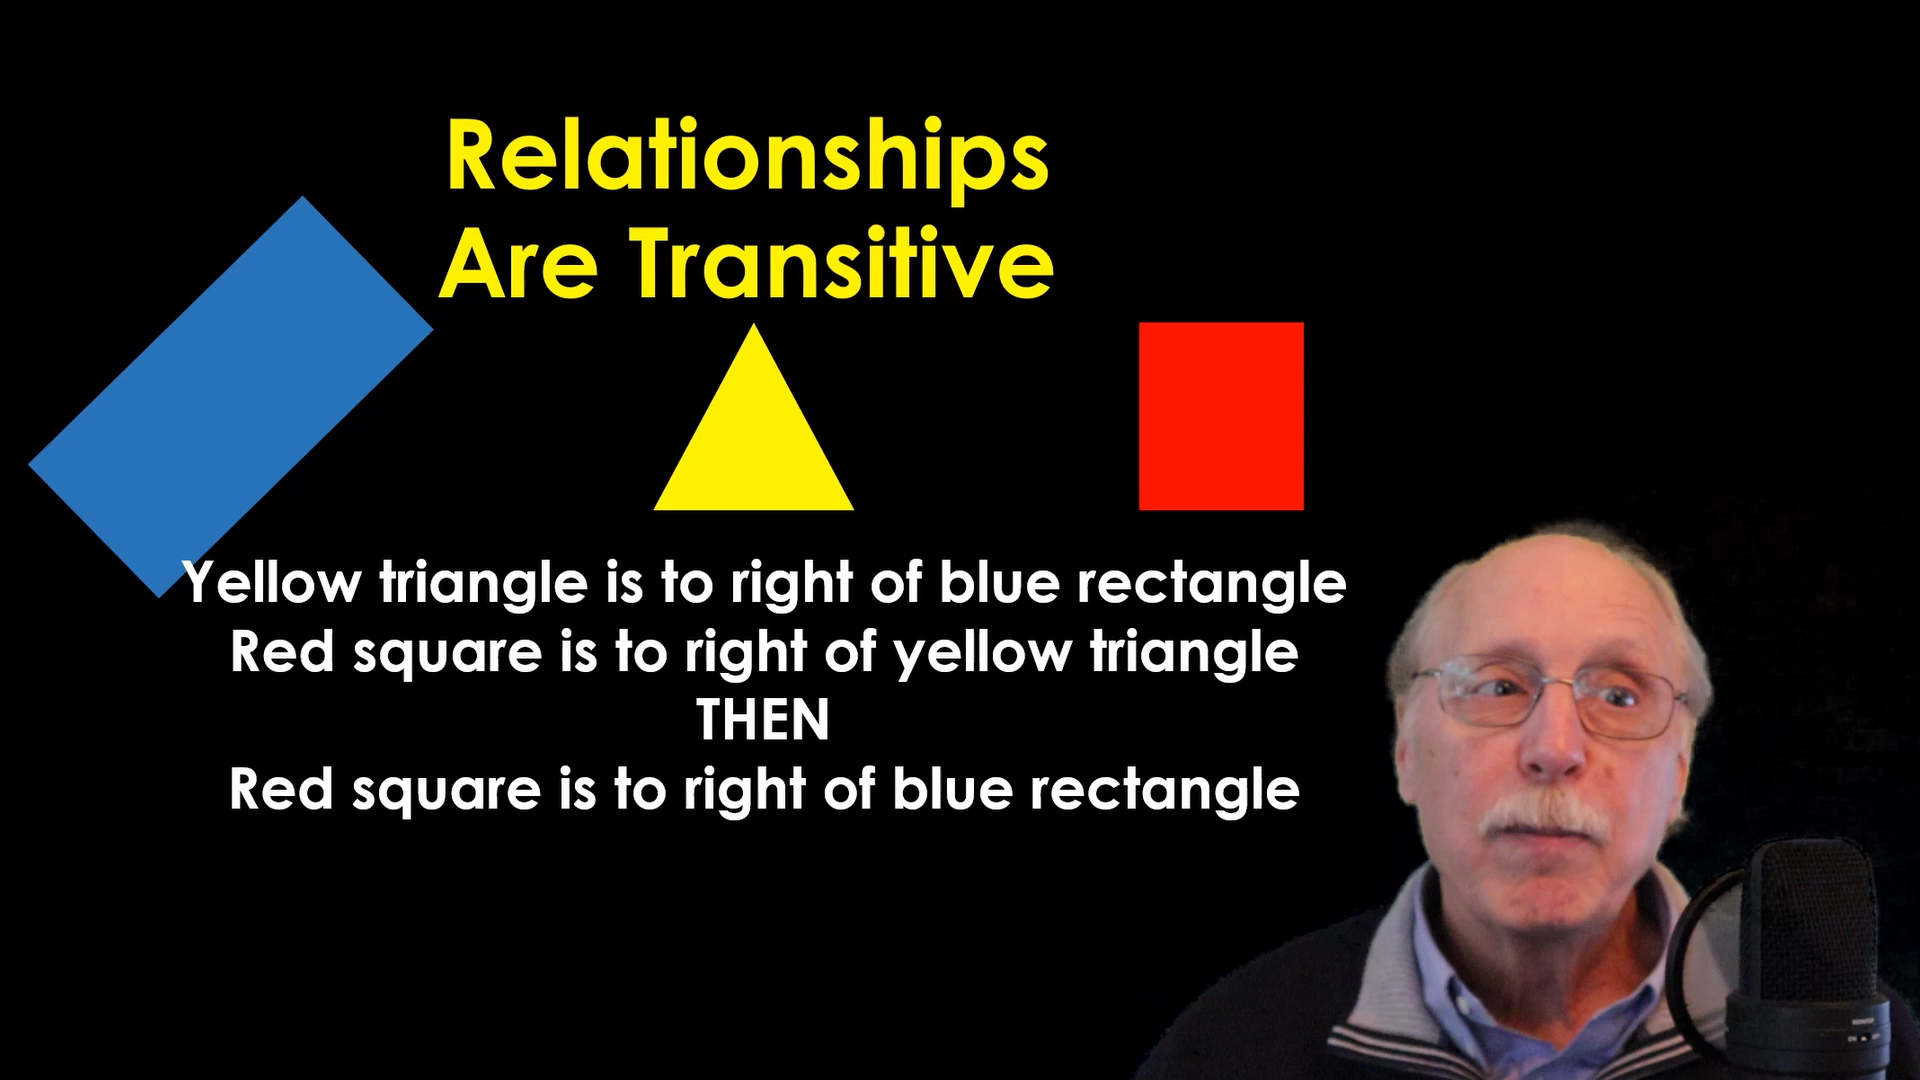 Relationships
Are Transitive
Yellow triangle is to right of blue rectangle
Red square is to right of yellow triangle
THEN
Red square is to right of blue rectangle